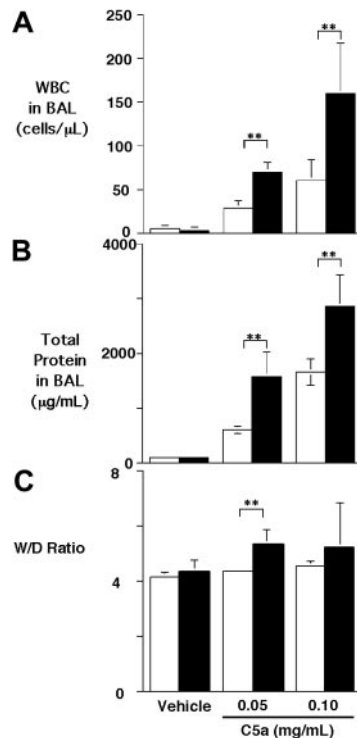 A
WBC
in BAL
(cells/μL)
250
200
150
100
50
0
**
**
B
Total
Protein
in BAL
(μg/mL)
4000
2000
0
**
**
C
W/D Ratio
8
4
0
**
Vehicle 0.05 0.10
C5a (mg/mL)